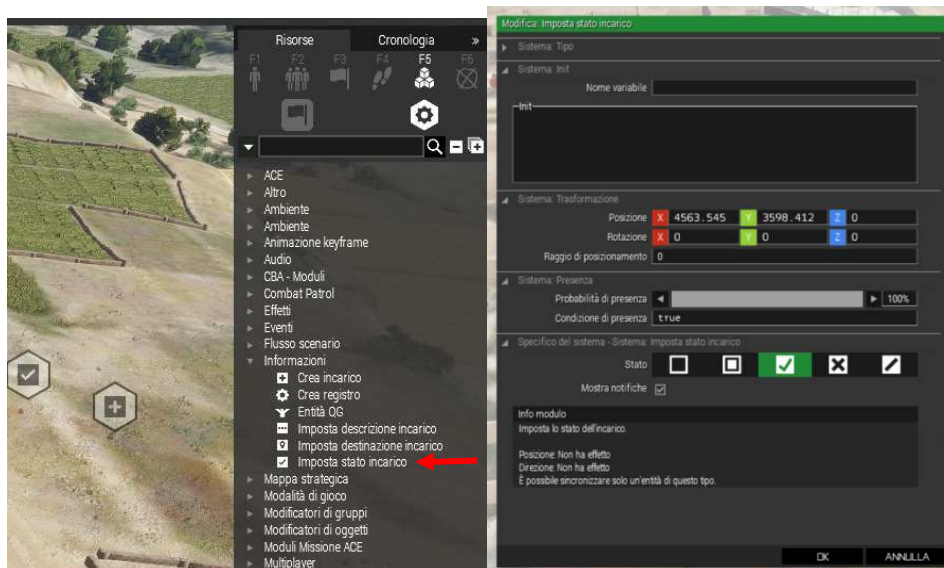 Risorse Cronologia »
F1 F2 F3 F4 F5 F6
ACE
Altro
Ambiente
Ambiente
Animazione keyframe
Audio
CBA - Moduli
Combat Patrol
Effetti
Eventi
Flusso scenario
Informazioni
Crea incarico
Crea registro
Entità QG
Imposta descrizione incarico
Imposta destinazione incarico
Imposta stato incarico
Mappa strategica
Modalità di gioco
Modificatori di gruppi
Modificatori di oggetti
Moduli Missione ACE
Multiplayer
Modifica: Imposta stato incarico
Sistema: Tipo
Sistema: Init
Nome variabile
Init
Sistema: Trasformazione
Posizione X 4563.545 Y 3598.412 Z 0
Rotazione X 0 Y 0 Z 0
Raggio di posizionamento 0
Sistema: Presenza
Probabilità di presenza 100%
Condizione di presenza true
Specifico del sistema - Sistema: Imposta stato incarico
Stato
Mostra notifiche
Info modulo
Imposta lo stato dell'incarico.
Posizione: Non ha effetto
Direzione: Non ha effetto
È possibile sincronizzare solo un'entità di questo tipo.
OK ANNULLA